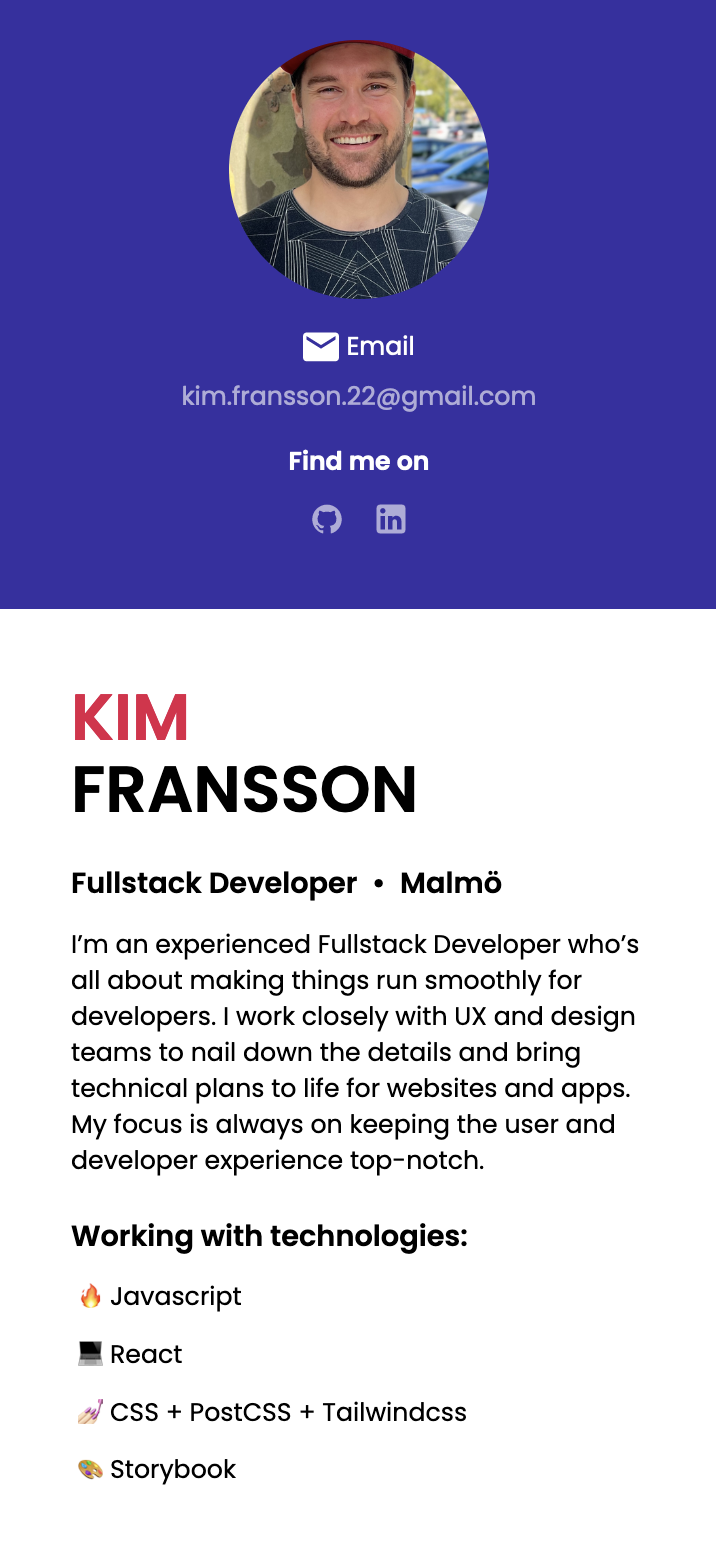 Email
kim.fransson.22@gmail.com
Find me on
in
KIM
FRANSSON
Fullstack Developer • Malmö
I’m an experienced Fullstack Developer who’s
all about making things run smoothly for
developers. I work closely with UX and design
teams to nail down the details and bring
technical plans to life for websites and apps.
My focus is always on keeping the user and
developer experience top-notch.
Working with technologies:
🔥 Javascript
💻 React
💅🏻 CSS + PostCSS + Tailwindcss
🎨 Storybook